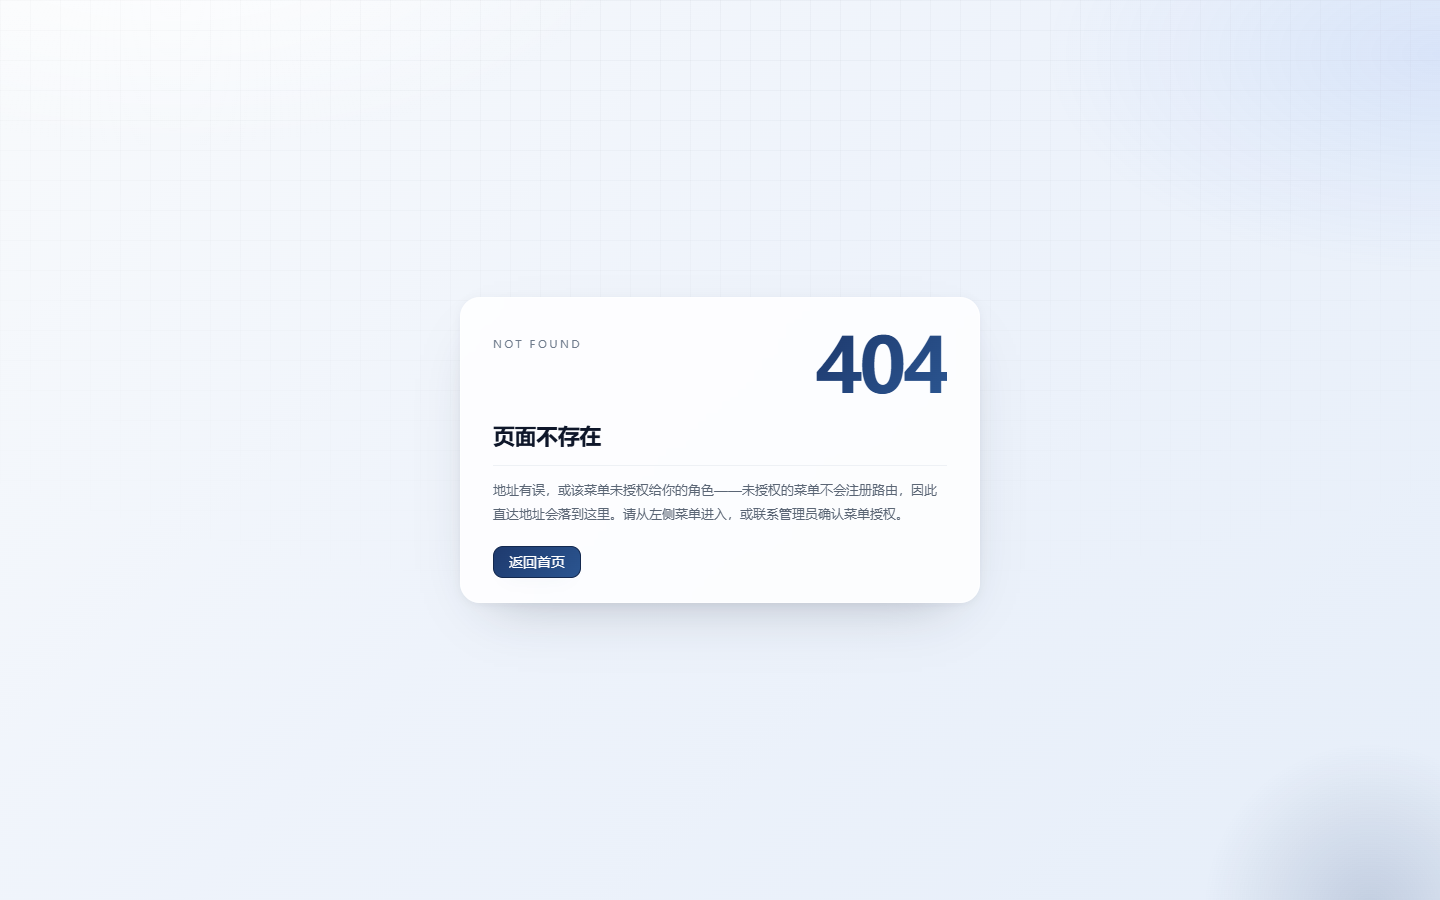 NOT FOUND
404
页面不存在
地址有误，或该菜单未授权给你的角色——未授权的菜单不会注册路由，因此
直达地址会落到这里。请从左侧菜单进入，或联系管理员确认菜单授权。
返回首页